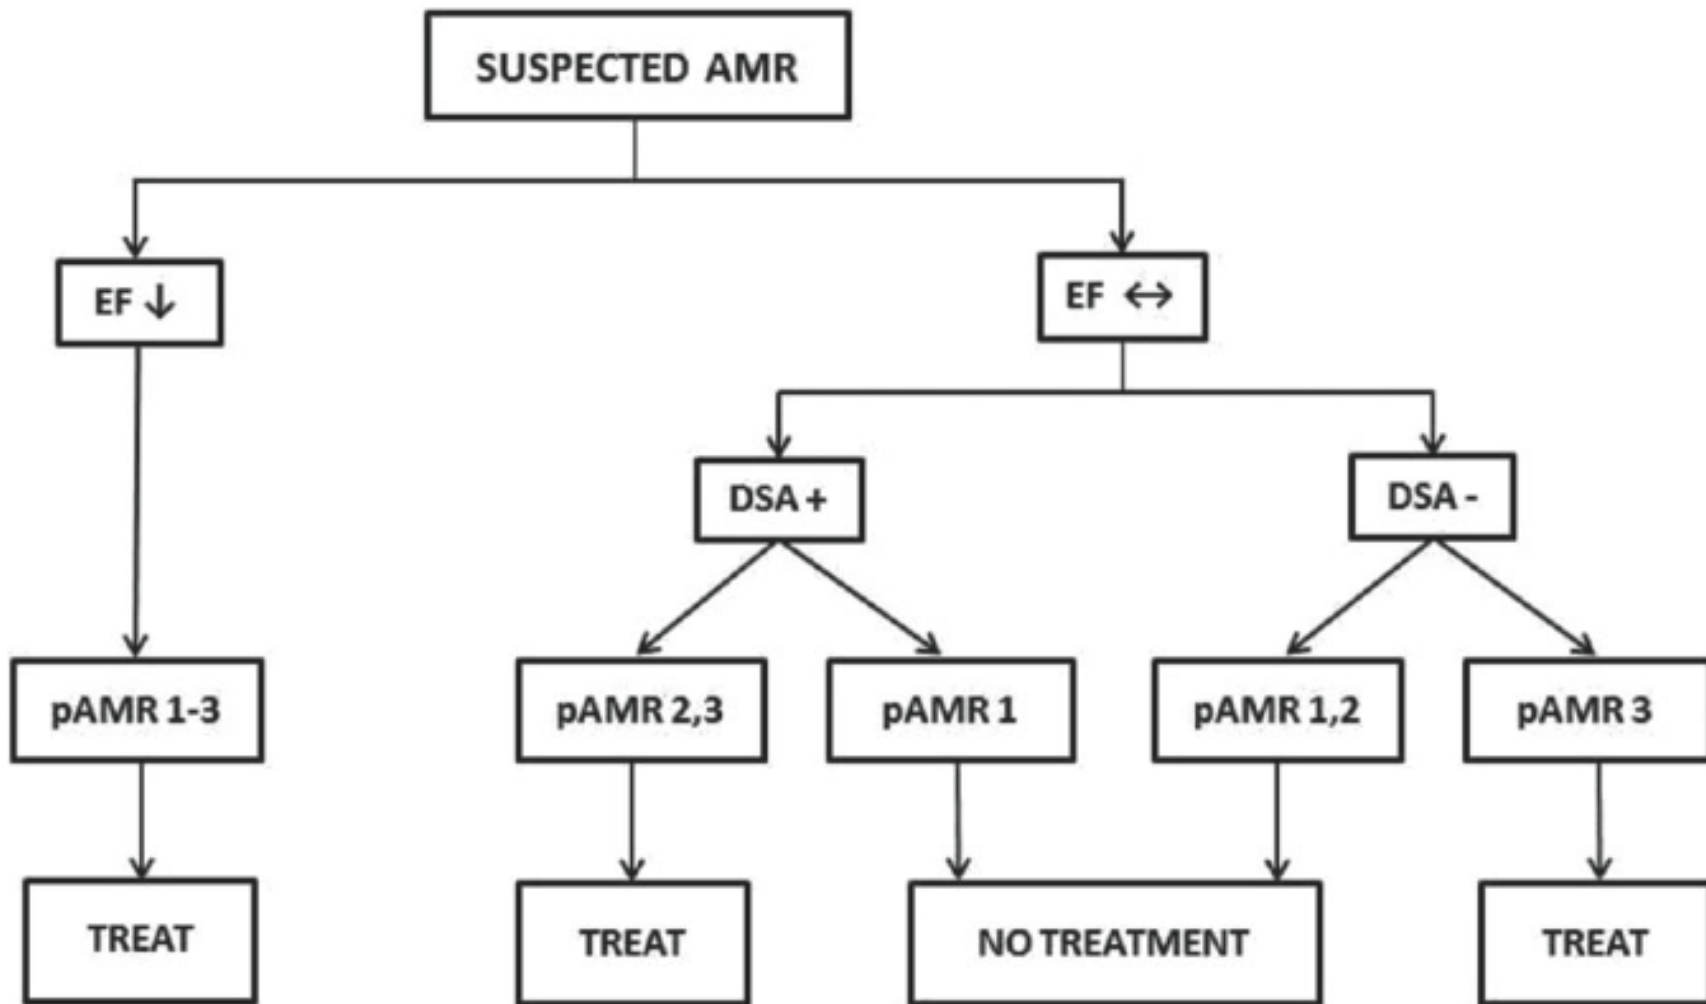 SUSPECTED AMR
EF ↓
EF ↔
DSA +
DSA -
pAMR 1-3
pAMR 2,3
pAMR 1
pAMR 1,2
pAMR 3
TREAT
TREAT
NO TREATMENT
TREAT